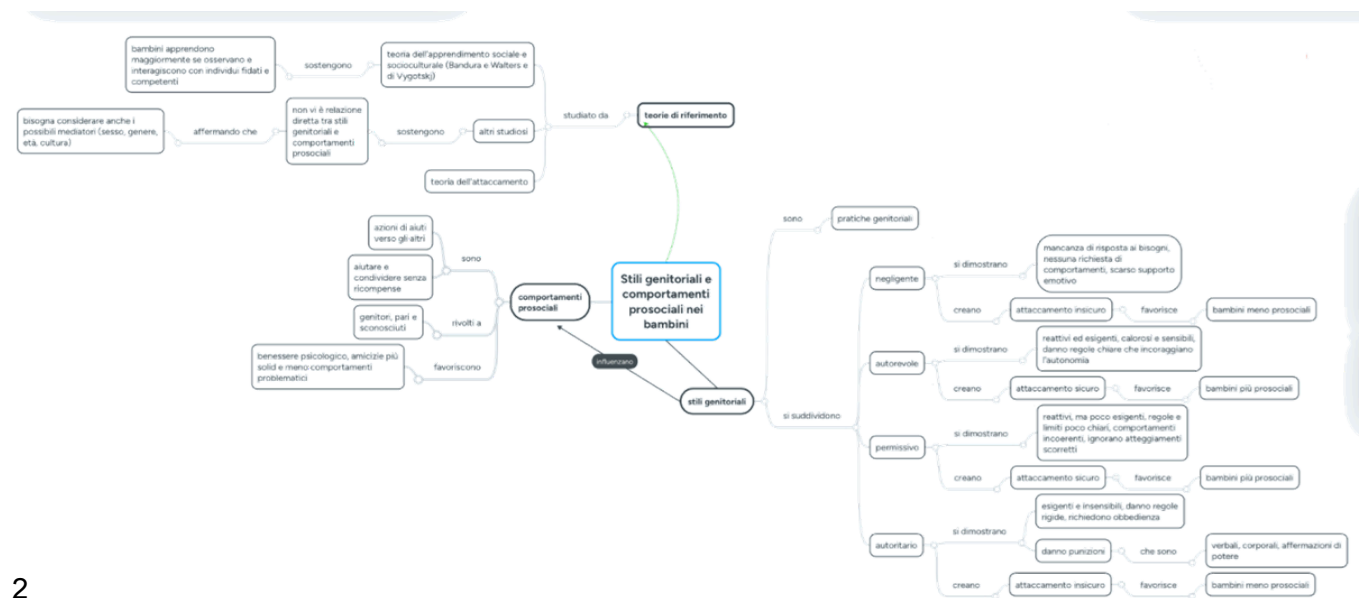 bambini apprendono
maggiormente se osservano e
interagiscono con individui fidati e
competenti
sostengono
teoria dell'apprendimento sociale e
socioculturale (Bandura e Walters e
di Vygotskj)
bisogna considerare anche i
possibili mediatori (sesso, genere,
età, cultura)
affermando che
non vi è relazione
diretta tra stili
genitoriali e
comportamenti
prosociali
sostengono
altri studiosi
studiato da
teorie di riferimento
teoria dell'attaccamento
azioni di aiuti
verso gli altri
aiutare e
condividere senza
ricompense
sono
genitori, pari e
sconosciuti
rivolti a
benessere psicologico, amicizie più
solid e meno comportamenti
problematici
favoriscono
comportamenti
prosociali
Stili genitoriali e
comportamenti
prosociali nei
bambini
influenzano
stili genitoriali
sono
pratiche genitoriali
si suddividono
negligente
si dimostrano
mancanza di risposta ai bisogni,
nessuna richiesta di
comportamenti, scarso supporto
emotivo
creano
attaccamento insicuro
favorisce
bambini meno prosociali
autorevole
si dimostrano
reattivi ed esigenti, calorosi e sensibili,
danno regole chiare che incoraggiano
l'autonomia
creano
attaccamento sicuro
favorisce
bambini più prosociali
permissivo
si dimostrano
reattivi, ma poco esigenti, regole e
limiti poco chiari, comportamenti
incoerenti, ignorano atteggiamenti
scorretti
creano
attaccamento sicuro
favorisce
bambini più prosociali
autoritario
si dimostrano
esigenti e insensibili, danno regole
rigide, richiedono obbedienza
danno punizioni
che sono
verbali, corporali, affermazioni di
potere
creano
attaccamento insicuro
favorisce
bambini meno prosociali
2